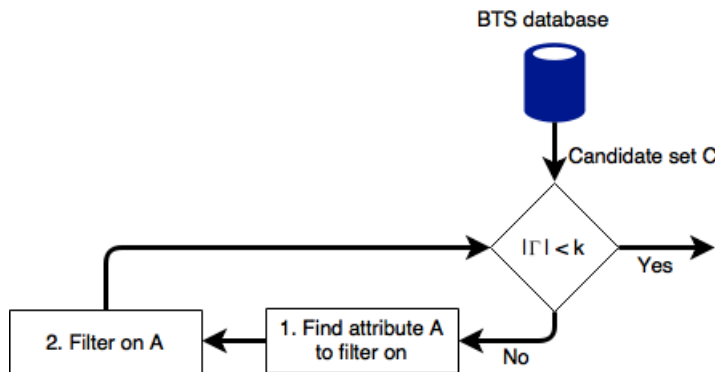 BTS database
Candidate set C
|Γ| < k
Yes
No
1. Find attribute A
to filter on
2. Filter on A